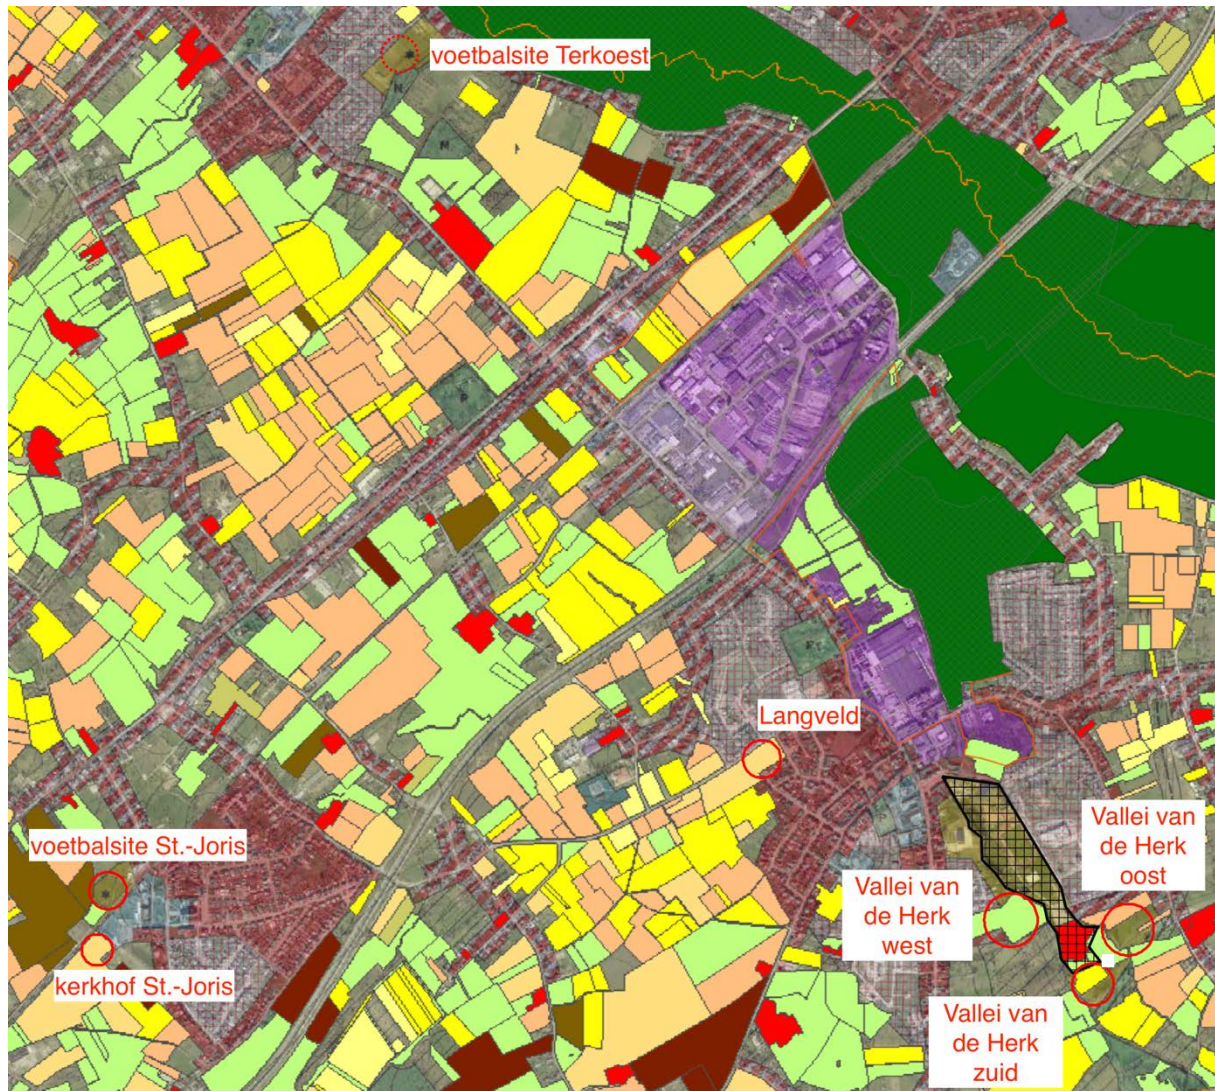 voetbalsite Terkoest
N
N
P
Langveld
voetbalsite St.-Joris
Vallei van
de Herk
oost
Vallei van
de Herk
west
kerkhof St.-Joris
Vallei van
de Herk
zuid